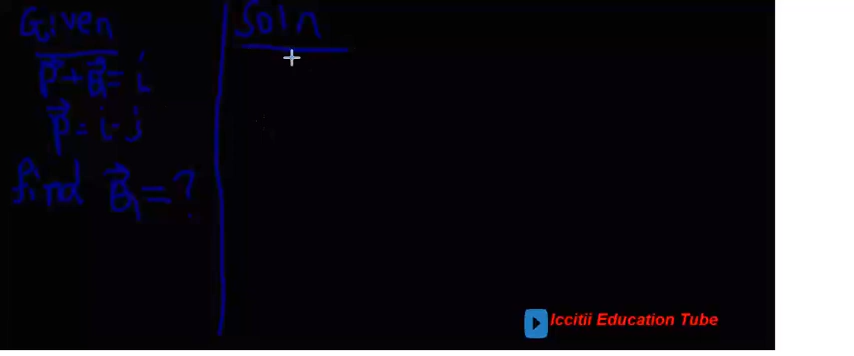 Given
P⃗+Q⃗= i
P⃗= i-j
find Q⃗=?
Soln
Iccitii Education Tube